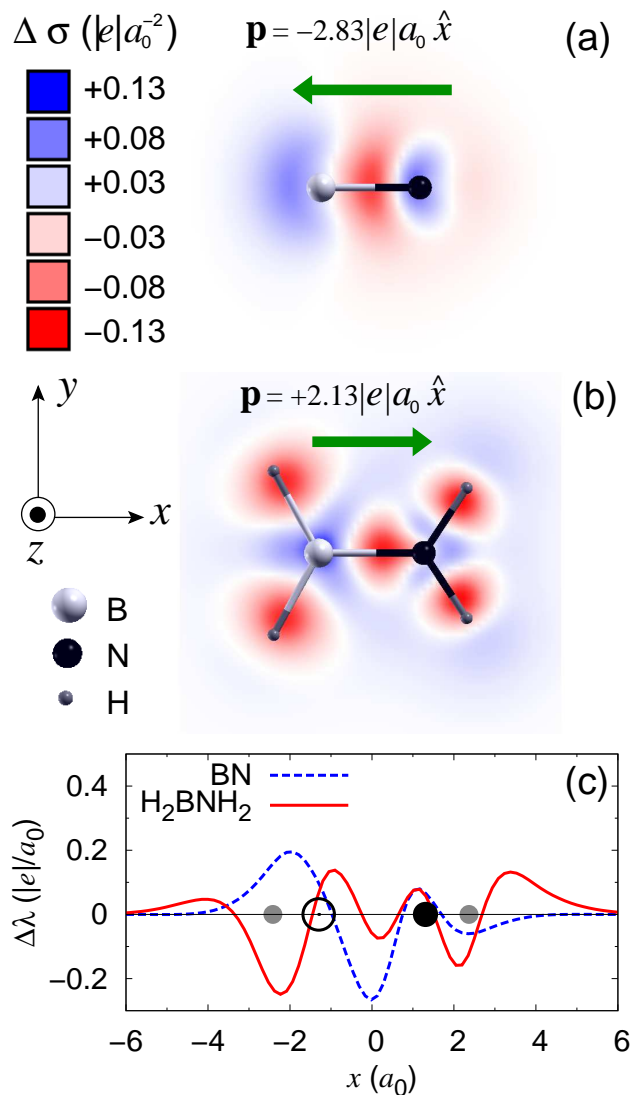 Δ σ (|e|a₀⁻²)
+0.13
+0.08
+0.03
−0.03
−0.08
−0.13
p = −2.83|e|a₀ x̂
(a)
p = +2.13|e|a₀ x̂
(b)
y
x
z
B
N
H
(c)
BN
H₂BNH₂
Δλ (|e|/a₀)
0.4
0.2
0
−0.2
−6
−4
−2
0
2
4
6
x (a₀)